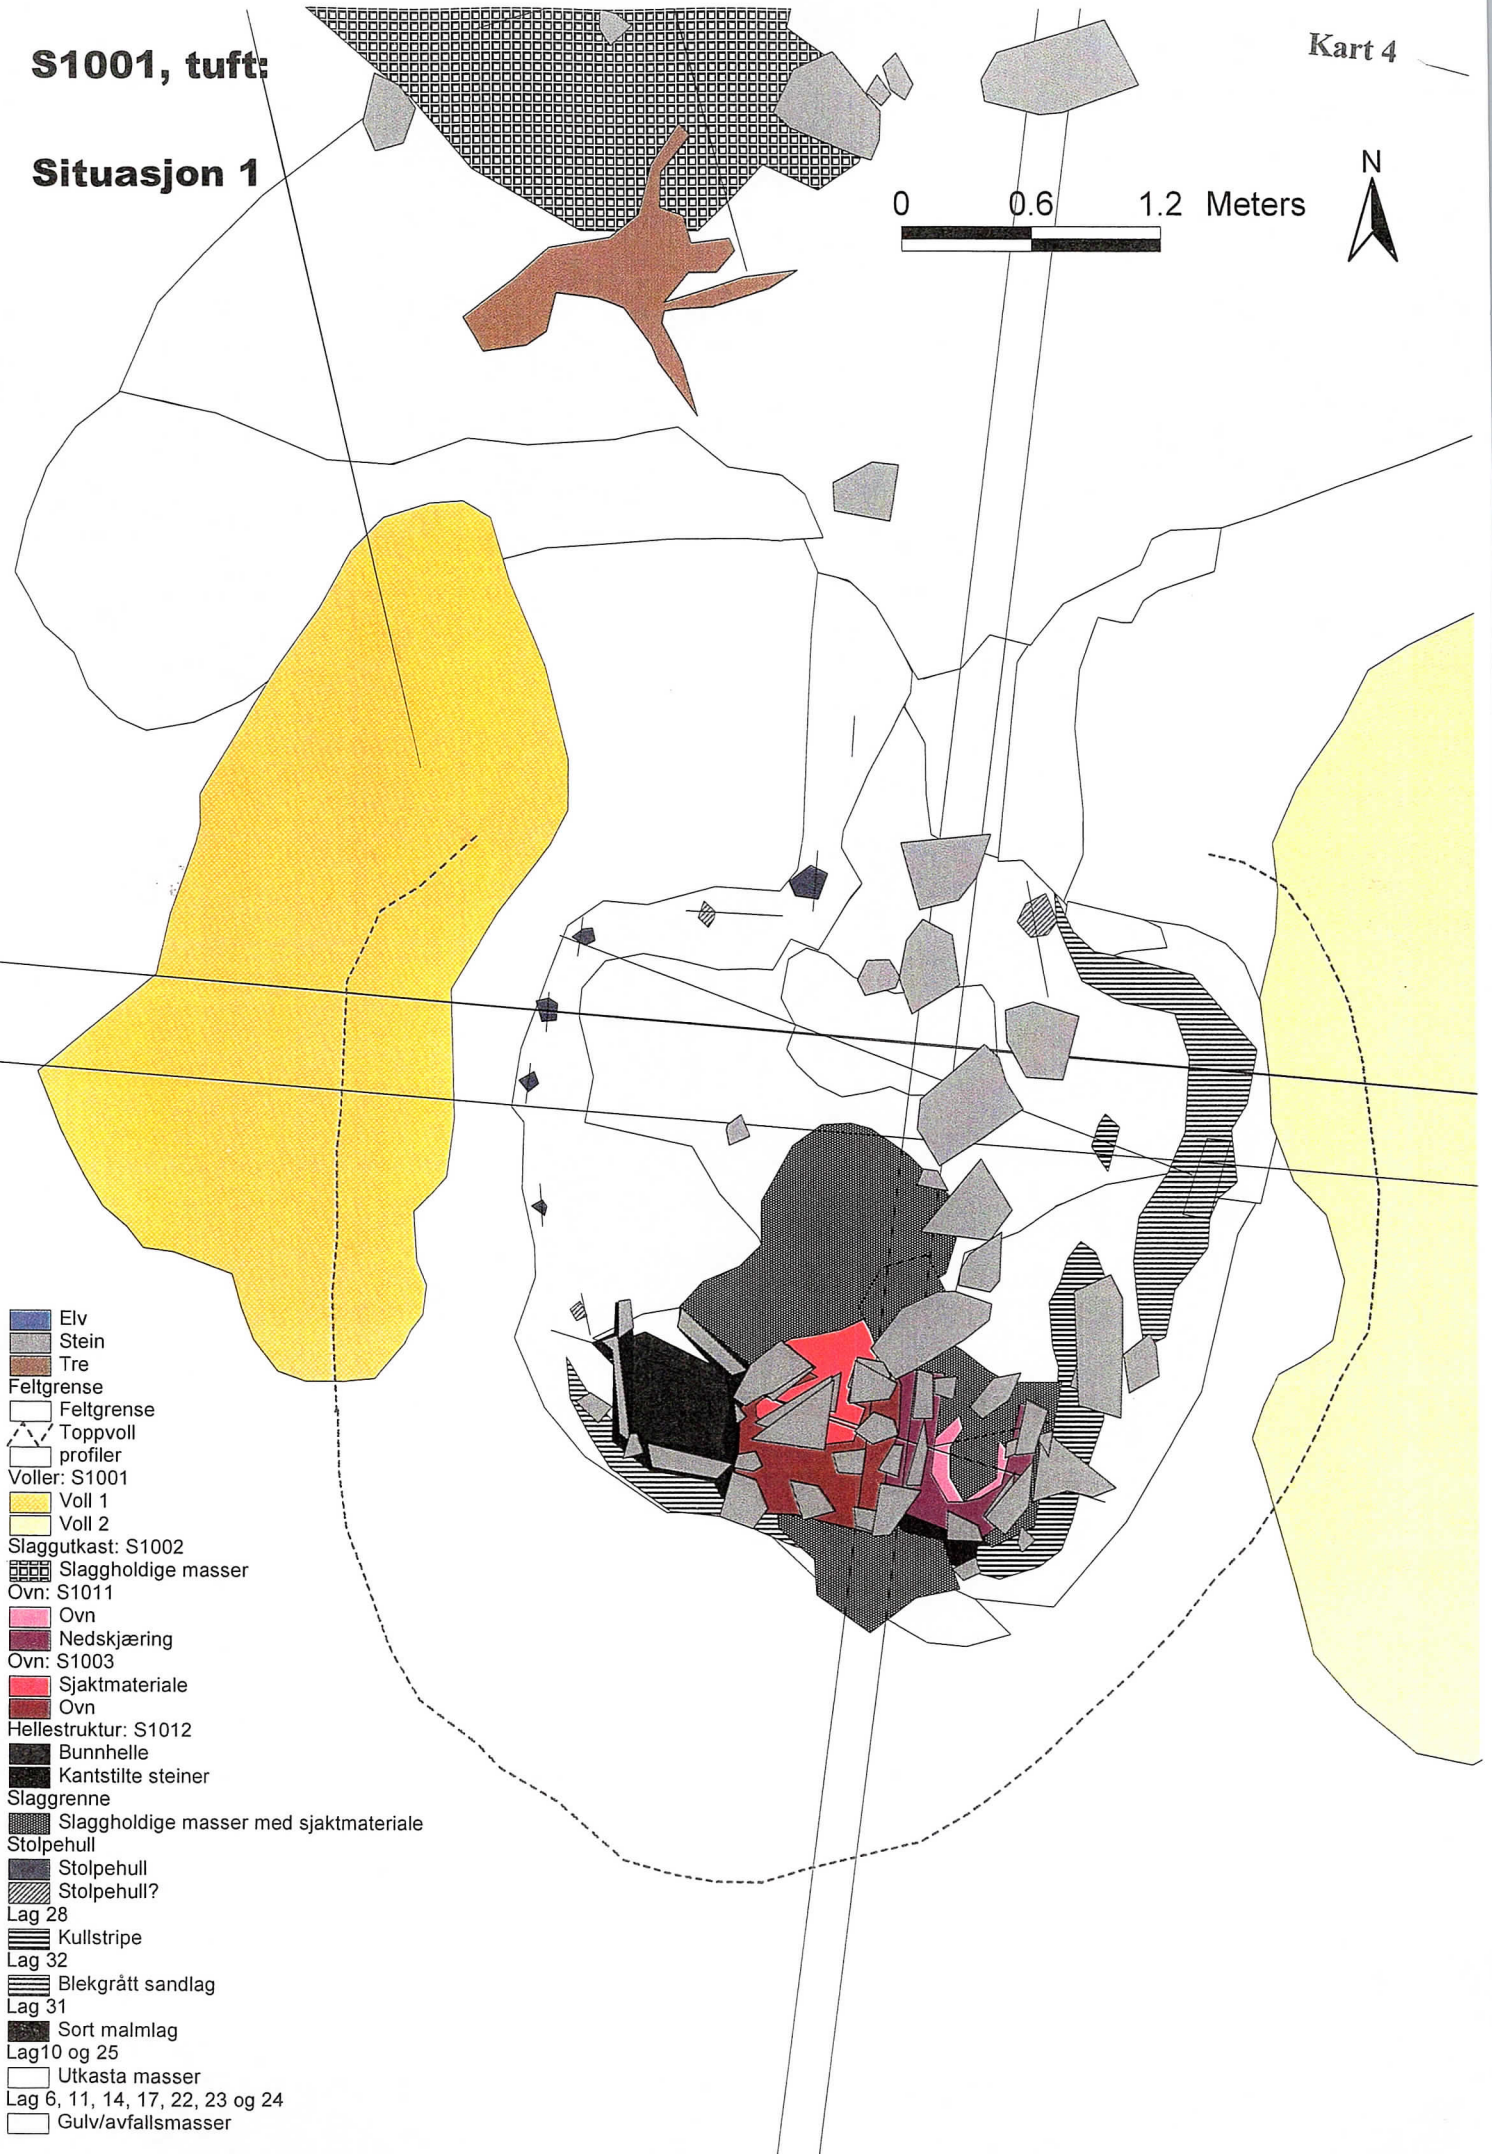 S1001, tuft:
Situasjon 1
Kart 4
N
0 0.6 1.2 Meters
Elv
Stein
Tre
Feltgrense
Feltgrense
Toppvoll
profiler
Voller: S1001
Voll 1
Voll 2
Slaggutkast: S1002
Slaggholdige masser
Ovn: S1011
Ovn
Nedskjæring
Ovn: S1003
Sjaktmateriale
Ovn
Hellestruktur: S1012
Bunnhelle
Kantstilte steiner
Slaggrenne
Slaggholdige masser med sjaktmateriale
Stolpehull
Stolpehull
Stolpehull?
Lag 28
Kullstripe
Lag 32
Blekgrått sandlag
Lag 31
Sort malmlag
Lag10 og 25
Utkasta masser
Lag 6, 11, 14, 17, 22, 23 og 24
Gulv/avfallsmasser